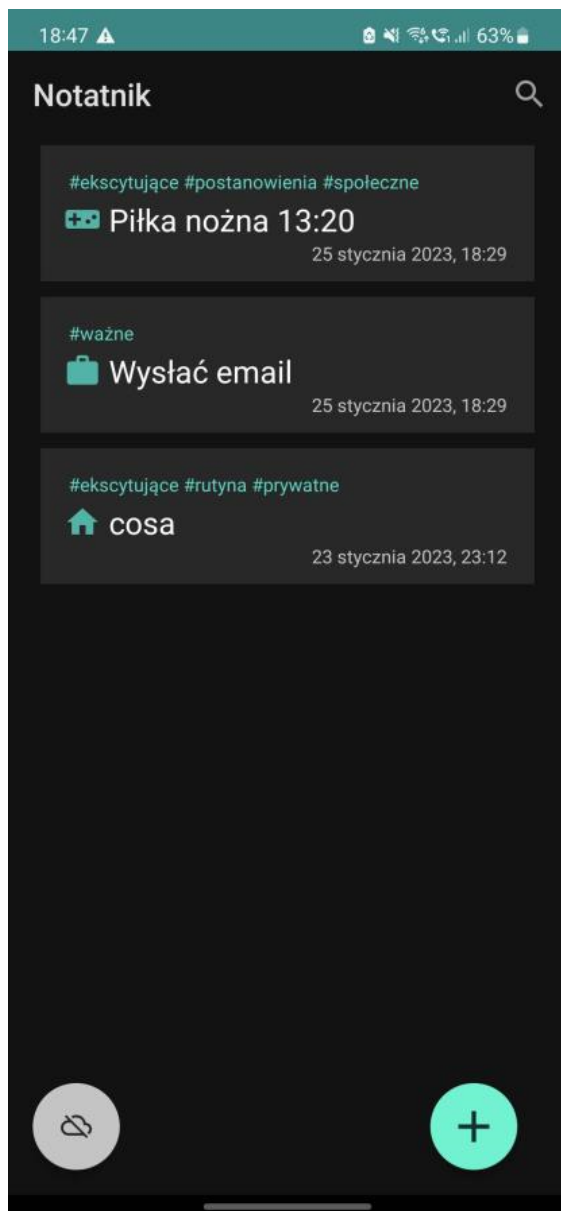 18:47
63%
Notatnik
#ekscytujące #postanowienia #społeczne
Piłka nożna 13:20
25 stycznia 2023, 18:29
#ważne
Wysłać email
25 stycznia 2023, 18:29
#ekscytujące #rutyna #prywatne
cosa
23 stycznia 2023, 23:12